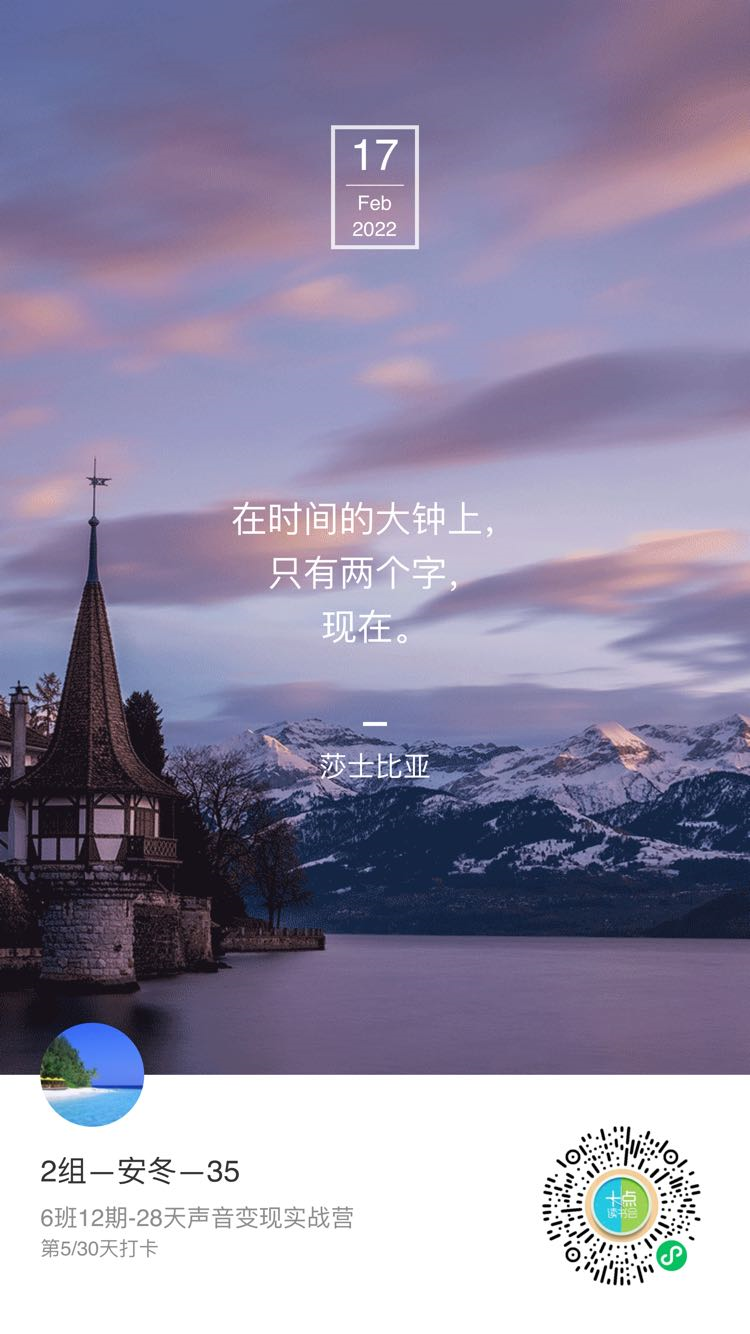 17
Feb
2022
在时间的大钟上，
只有两个字，
现在。
莎士比亚
2组—安冬—35
6班12期-28天声音变现实战营
第5/30天打卡
十点
读书会